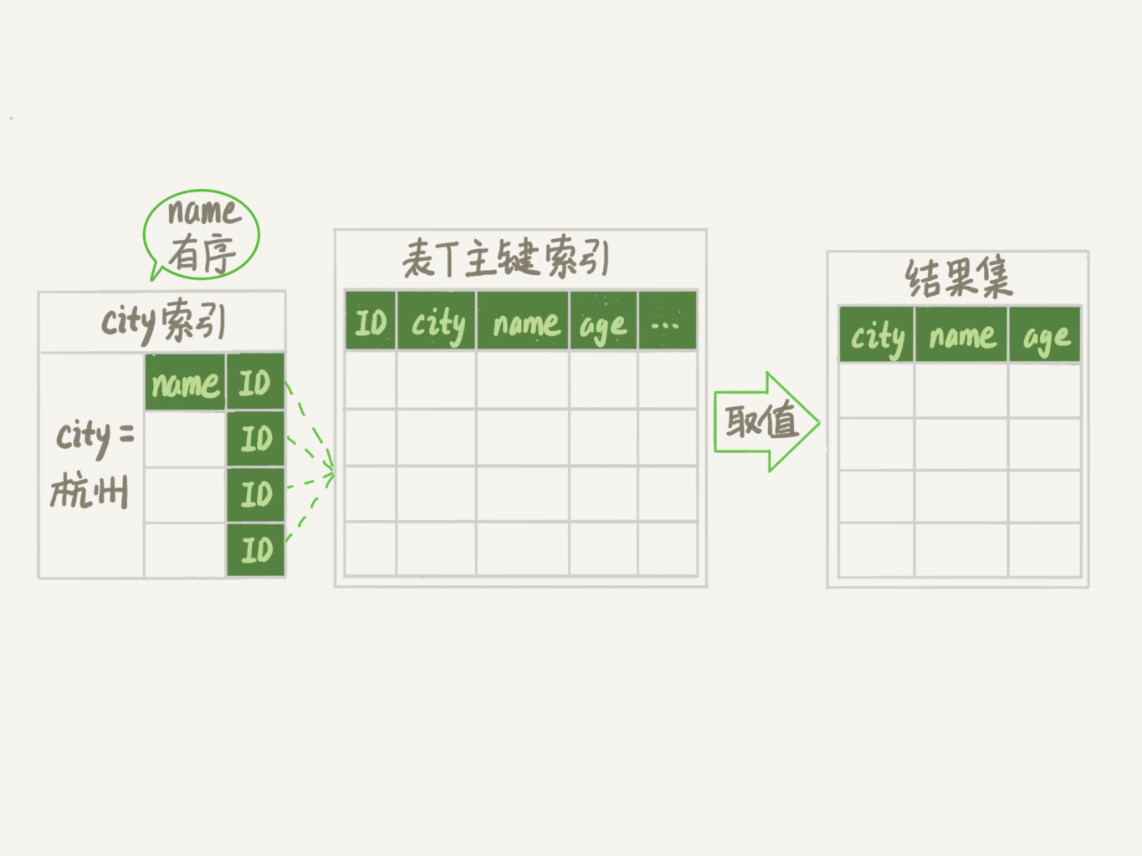 name
有序
city索引
name ID
city =
杭州
ID
ID
ID
表T主键索引
ID city name age ...
取值
结果集
city name age